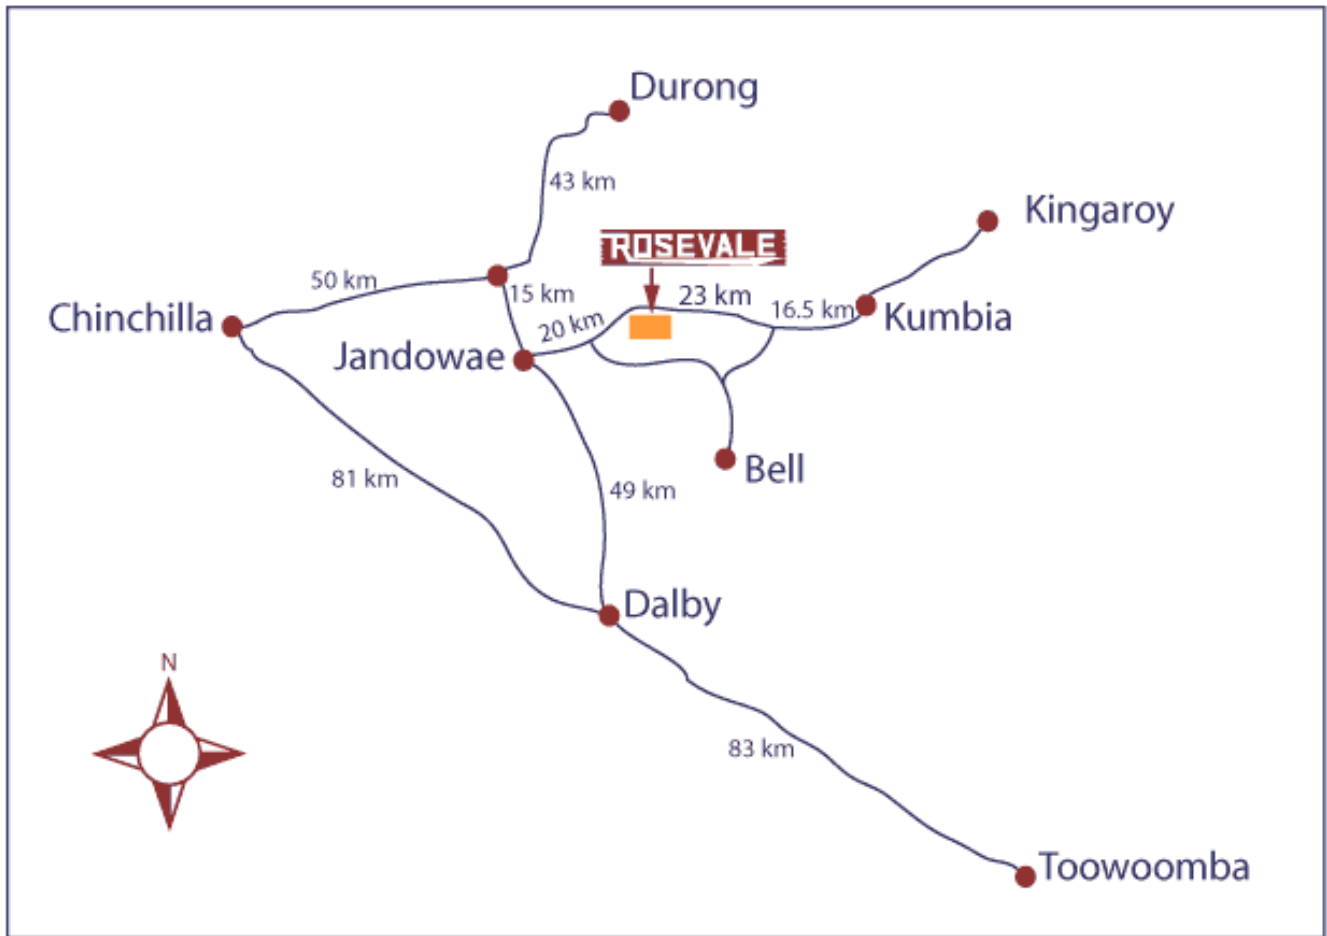 Durong
43 km
Kingaroy
ROSEVALE
50 km
15 km
23 km
16.5 km
Chinchilla
20 km
Kumbia
Jandowae
Bell
81 km
49 km
Dalby
N
83 km
Toowoomba